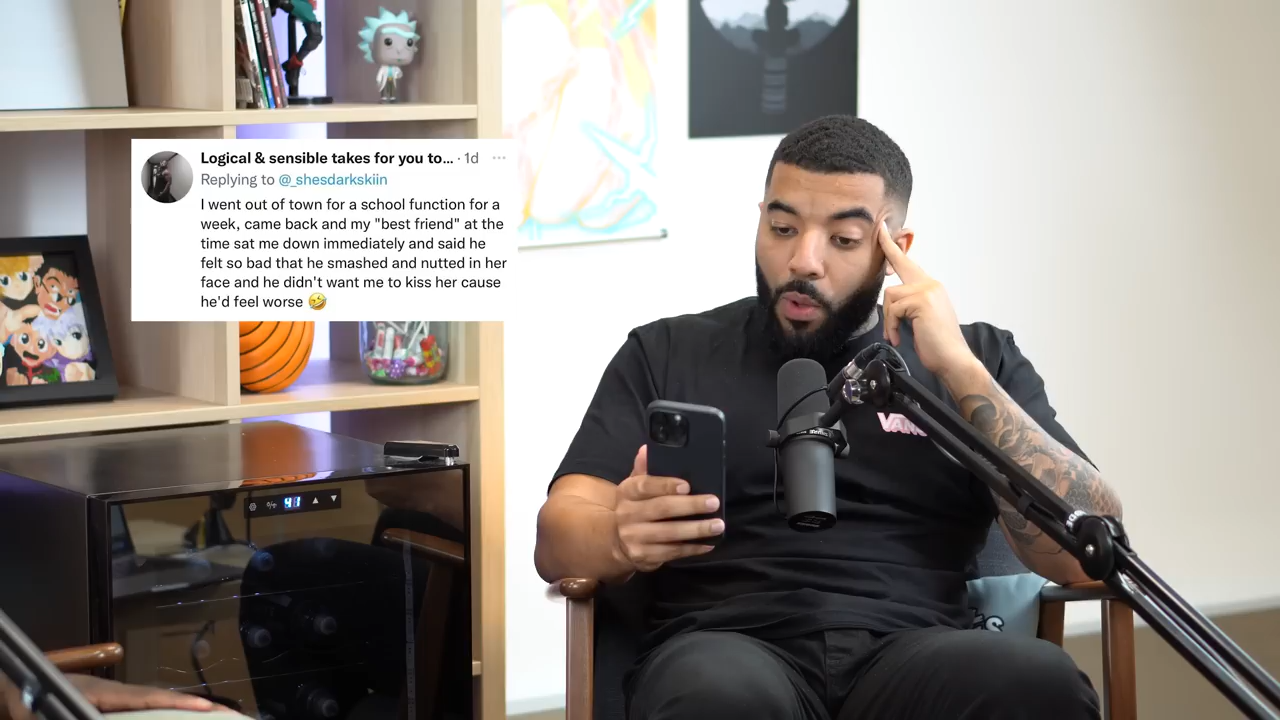 Logical & sensible takes for you to... · 1d ...
Replying to @_shesdarkskiin
I went out of town for a school function for a
week, came back and my "best friend" at the
time sat me down immediately and said he
felt so bad that he smashed and nutted in her
face and he didn't want me to kiss her cause
he'd feel worse 🤣
41
VANS